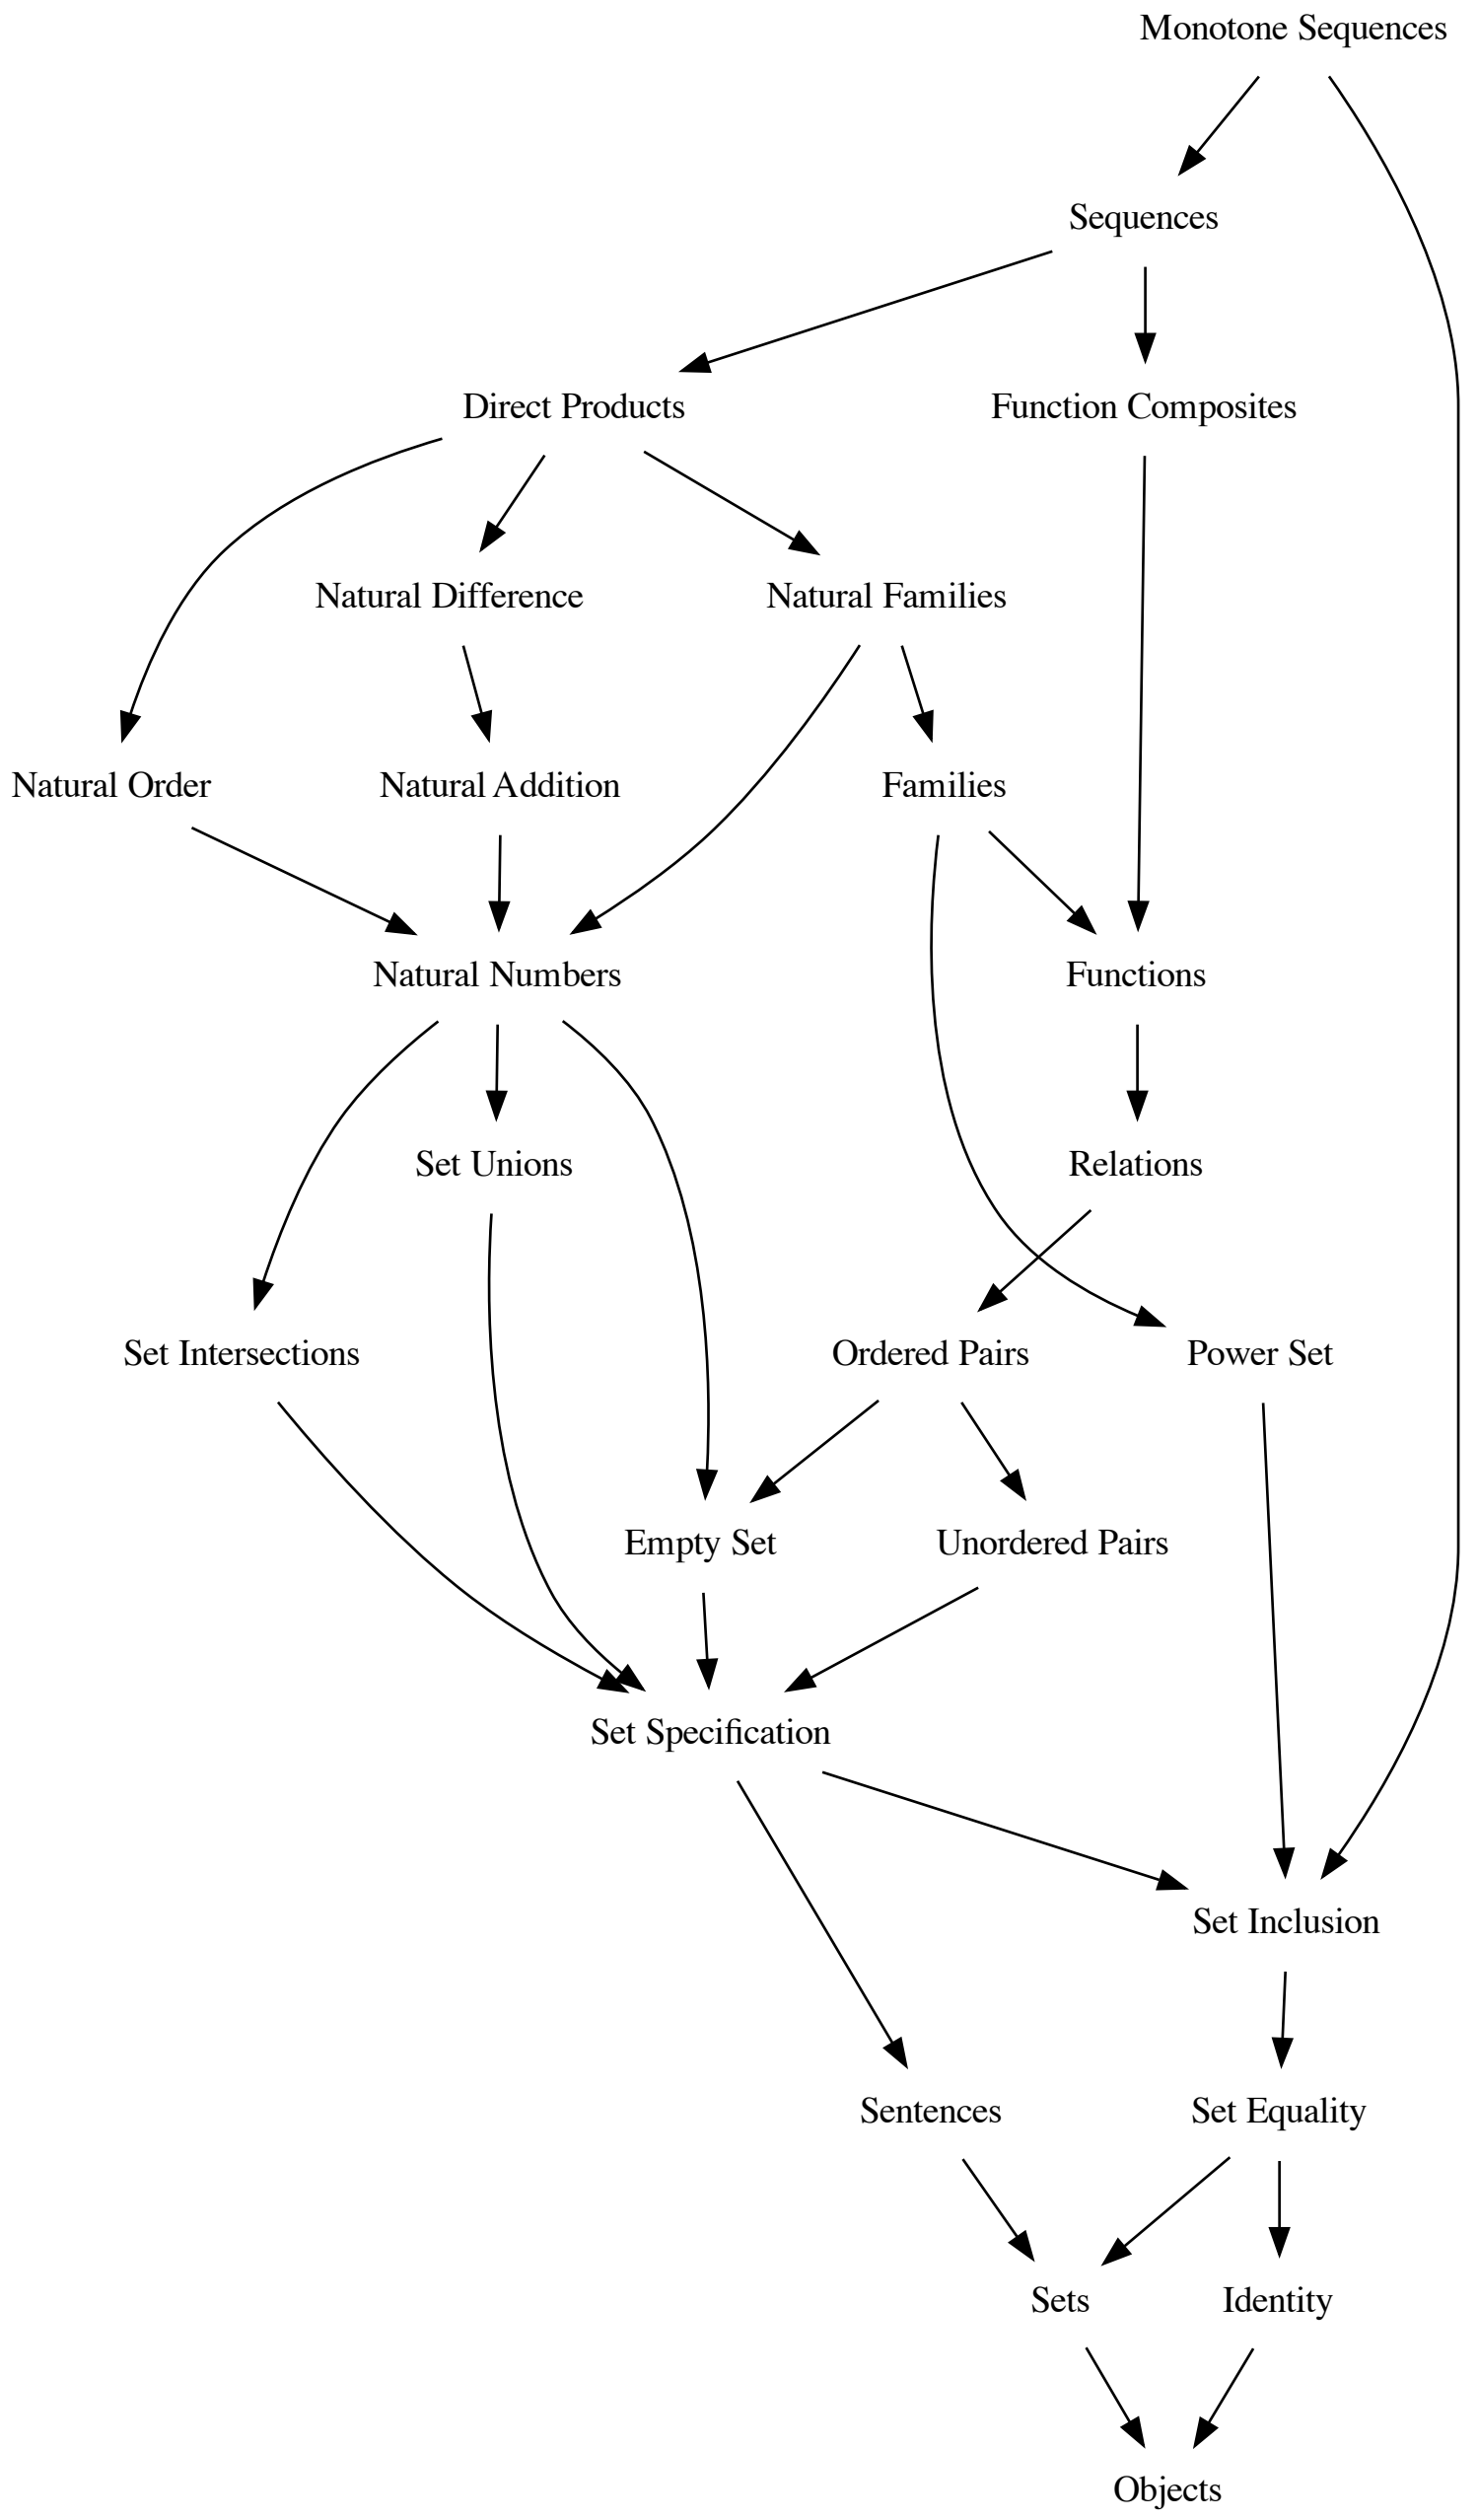 Monotone Sequences
Sequences
Direct Products
Function Composites
Natural Difference
Natural Families
Natural Order
Natural Addition
Families
Natural Numbers
Functions
Set Unions
Relations
Set Intersections
Ordered Pairs
Power Set
Empty Set
Unordered Pairs
Set Specification
Set Inclusion
Sentences
Set Equality
Sets
Identity
Objects